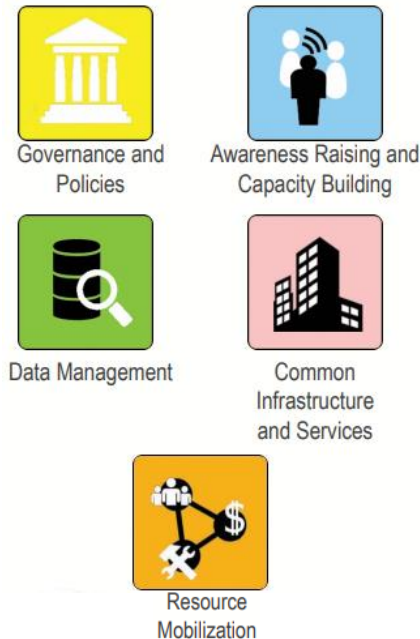 Governance and
Policies
Awareness Raising and
Capacity Building
Data Management
Common
Infrastructure
and Services
$
Resource
Mobilization